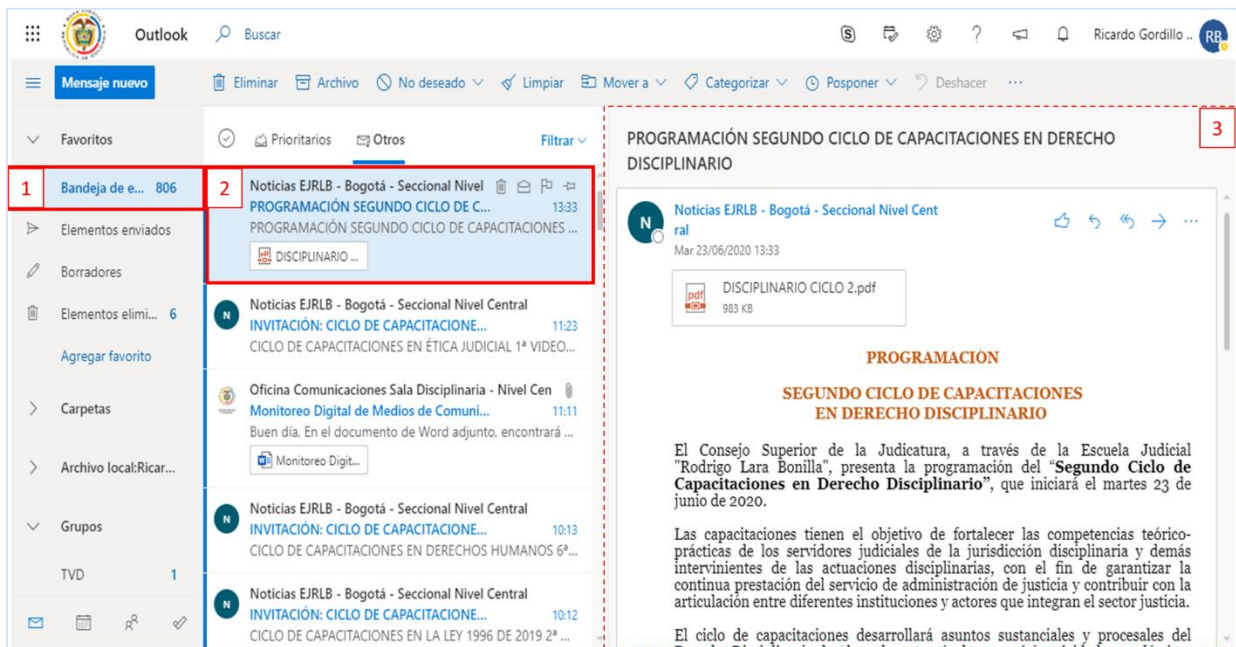 Outlook
Buscar
Ricardo Gordillo ..
RB
Mensaje nuevo
Eliminar
Archivo
No deseado
Limpiar
Mover a
Categorizar
Posponer
Deshacer
Favoritos
1
Bandeja de e... 806
Elementos enviados
Borradores
Elementos elimi... 6
Agregar favorito
Carpetas
Archivo local:Ricar...
Grupos
TVD 1
Prioritarios
Otros
Filtrar
2
Noticias EJRLB - Bogotá - Seccional Nivel
PROGRAMACIÓN SEGUNDO CICLO DE C... 13:33
PROGRAMACIÓN SEGUNDO CICLO DE CAPACITACIONES ...
DISCIPLINARIO ...
N
Noticias EJRLB - Bogotá - Seccional Nivel Central
INVITACIÓN: CICLO DE CAPACITACIONE... 11:23
CICLO DE CAPACITACIONES EN ÉTICA JUDICIAL 1ª VIDEO...
Oficina Comunicaciones Sala Disciplinaria - Nivel Cen
Monitoreo Digital de Medios de Comuni... 11:11
Buen día, En el documento de Word adjunto, encontrará ...
Monitoreo Digit...
N
Noticias EJRLB - Bogotá - Seccional Nivel Central
INVITACIÓN: CICLO DE CAPACITACIONE... 10:13
CICLO DE CAPACITACIONES EN DERECHOS HUMANOS 6ª...
N
Noticias EJRLB - Bogotá - Seccional Nivel Central
INVITACIÓN: CICLO DE CAPACITACIONE... 10:12
CICLO DE CAPACITACIONES EN LA LEY 1996 DE 2019 2ª ...
3
PROGRAMACIÓN SEGUNDO CICLO DE CAPACITACIONES EN DERECHO
DISCIPLINARIO
N
Noticias EJRLB - Bogotá - Seccional Nivel Cent
ral
Mar 23/06/2020 13:33
pdf
DISCIPLINARIO CICLO 2.pdf
983 KB
PROGRAMACIÓN
SEGUNDO CICLO DE CAPACITACIONES
EN DERECHO DISCIPLINARIO
El Consejo Superior de la Judicatura, a través de la Escuela Judicial
"Rodrigo Lara Bonilla", presenta la programación del “Segundo Ciclo de
Capacitaciones en Derecho Disciplinario”, que iniciará el martes 23 de
junio de 2020.
Las capacitaciones tienen el objetivo de fortalecer las competencias teórico-
prácticas de los servidores judiciales de la jurisdicción disciplinaria y demás
intervinientes de las actuaciones disciplinarias, con el fin de garantizar la
continua prestación del servicio de administración de justicia y contribuir con la
articulación entre diferentes instituciones y actores que integran el sector justicia.
El ciclo de capacitaciones desarrollará asuntos sustanciales y procesales del